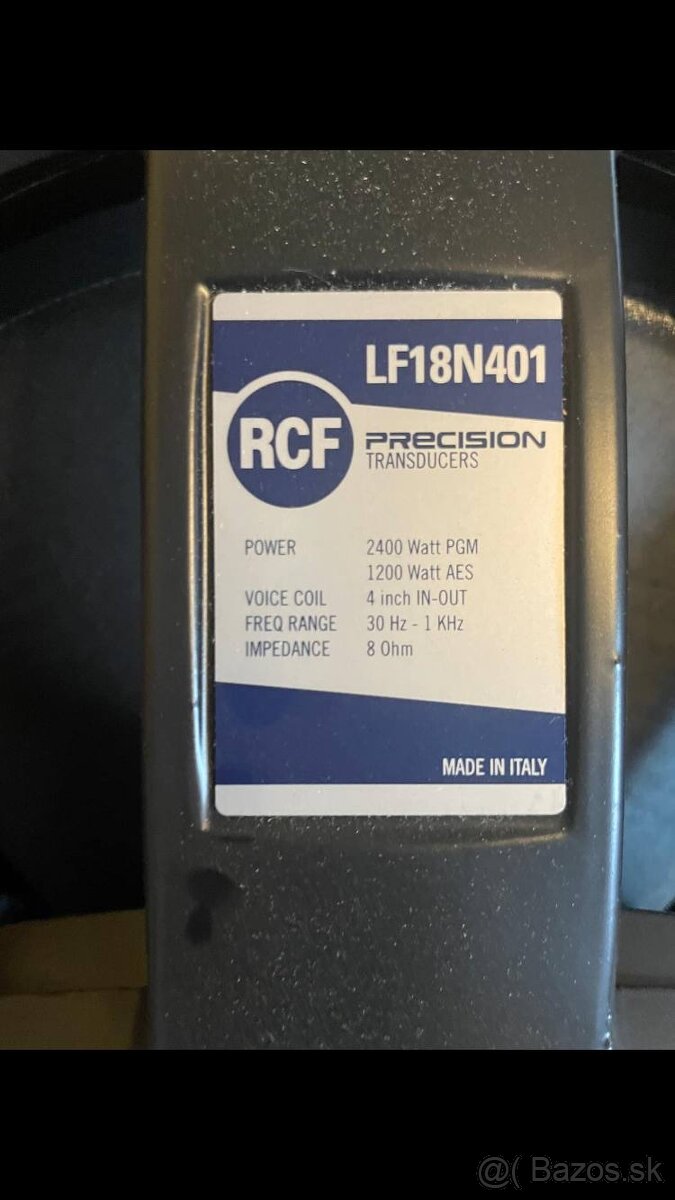 LF18N401
RCF
PRECISION
TRANSDUCERS
POWER 2400 Watt PGM
1200 Watt AES
VOICE COIL 4 inch IN-OUT
FREQ RANGE 30 Hz - 1 KHz
IMPEDANCE 8 Ohm
MADE IN ITALY
@( Bazos.sk